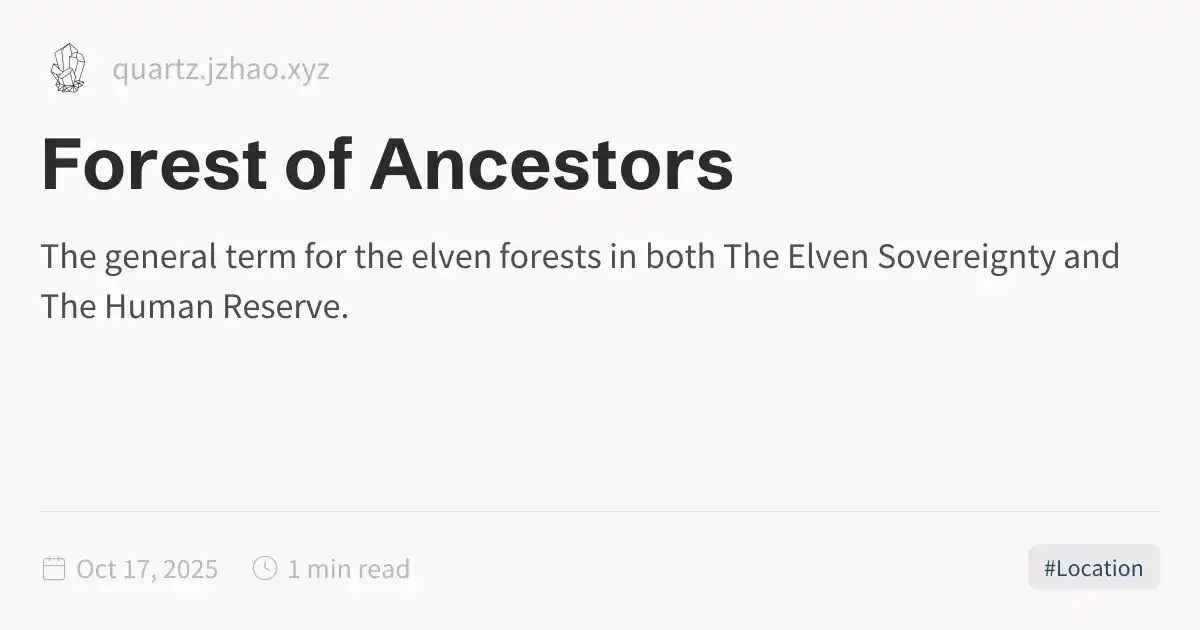 quartz.jzhao.xyz
Forest of Ancestors
The general term for the elven forests in both The Elven Sovereignty and
The Human Reserve.
Oct 17, 2025 1 min read #Location